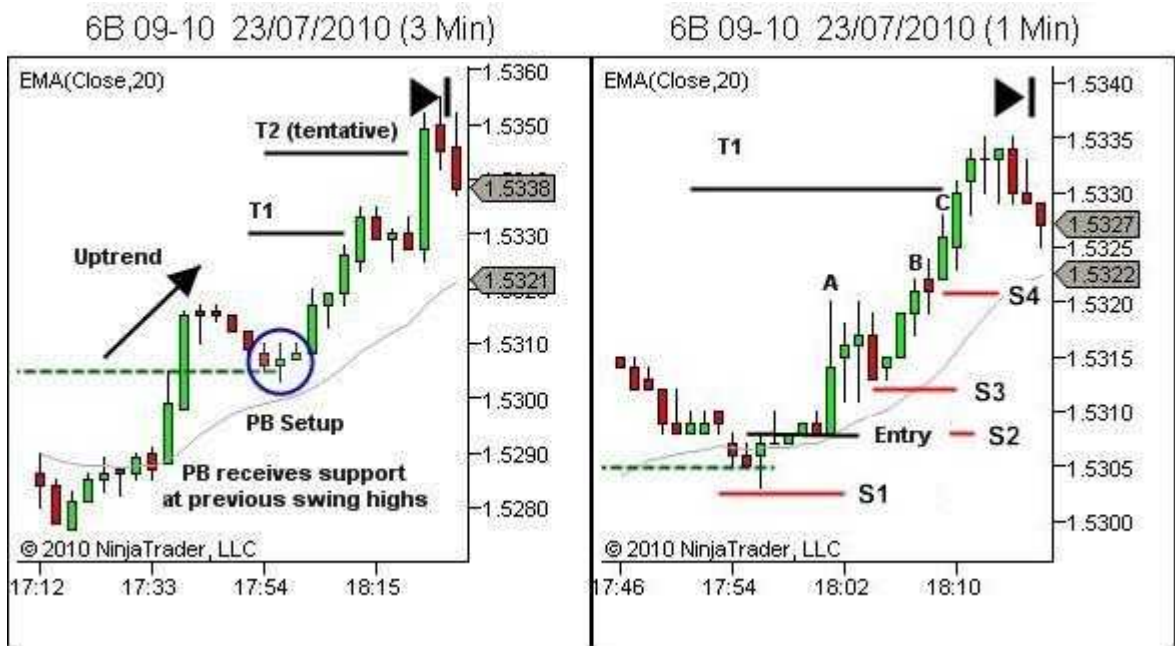 6B 09-10 23/07/2010 (3 Min)
EMA(Close,20)
T2 (tentative)
T1
Uptrend
PB Setup
PB receives support
at previous swing highs
© 2010 NinjaTrader, LLC
1.5360
1.5350
1.5338
1.5330
1.5321
1.5310
1.5300
1.5290
1.5280
17:12
17:33
17:54
18:15
6B 09-10 23/07/2010 (1 Min)
EMA(Close,20)
T1
A
B
C
Entry
S1
S2
S3
S4
© 2010 NinjaTrader, LLC
1.5340
1.5330
1.5327
1.5325
1.5322
1.5320
1.5315
1.5310
1.5305
1.5300
17:46
17:54
18:02
18:10